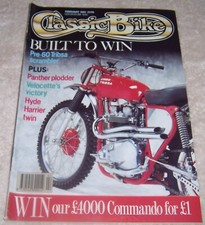 Classic Bike
BUILT TO WIN
Pre-60 Tribsa
PLUS:
Panther plodder
Velocette's
victory
Hyde
Harrier
twin
WIN our £4000 Commando for £1